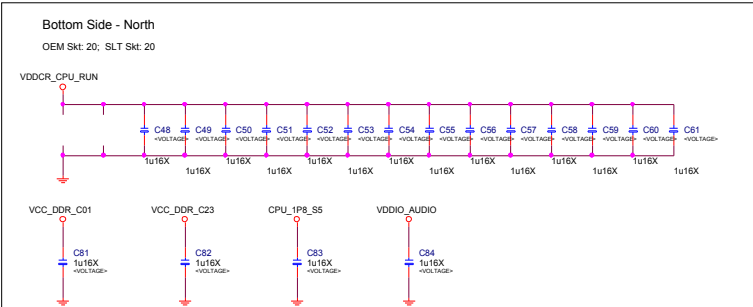 Bottom Side - North
OEM Skt: 20; SLT Skt: 20
VDDCR_CPU_RUN
C48 C49 C50 C51 C52 C53 C54 C55 C56 C57 C58 C59 C60 C61
<VOLTAGE> <VOLTAGE> <VOLTAGE> <VOLTAGE> <VOLTAGE> <VOLTAGE> <VOLTAGE> <VOLTAGE> <VOLTAGE> <VOLTAGE> <VOLTAGE> <VOLTAGE> <VOLTAGE> <VOLTAGE>
1u16X 1u16X 1u16X 1u16X 1u16X 1u16X 1u16X
1u16X 1u16X 1u16X 1u16X 1u16X 1u16X 1u16X
VCC_DDR_C01 VCC_DDR_C23 CPU_1P8_S5 VDDIO_AUDIO
C81 C82 C83 C84
1u16X 1u16X 1u16X 1u16X
<VOLTAGE> <VOLTAGE> <VOLTAGE> <VOLTAGE>